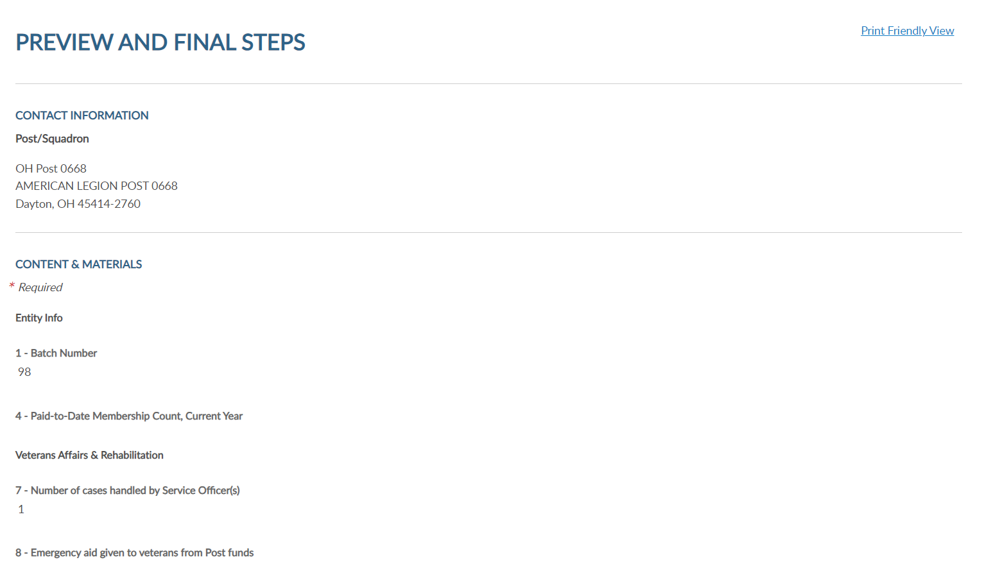 PREVIEW AND FINAL STEPS
Print Friendly View
CONTACT INFORMATION
Post/Squadron
OH Post 0668
AMERICAN LEGION POST 0668
Dayton, OH 45414-2760
CONTENT & MATERIALS
* Required
Entity Info
1 - Batch Number
98
4 - Paid-to-Date Membership Count, Current Year
Veterans Affairs & Rehabilitation
7 - Number of cases handled by Service Officer(s)
1
8 - Emergency aid given to veterans from Post funds